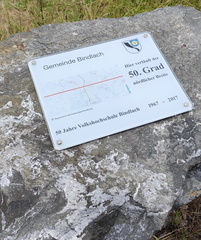 Gemeinde Bindlach
Hier verläuft der
50. Grad
nördlicher Breite
50 Jahre Volkshochschule Bindlach 1967 - 2017